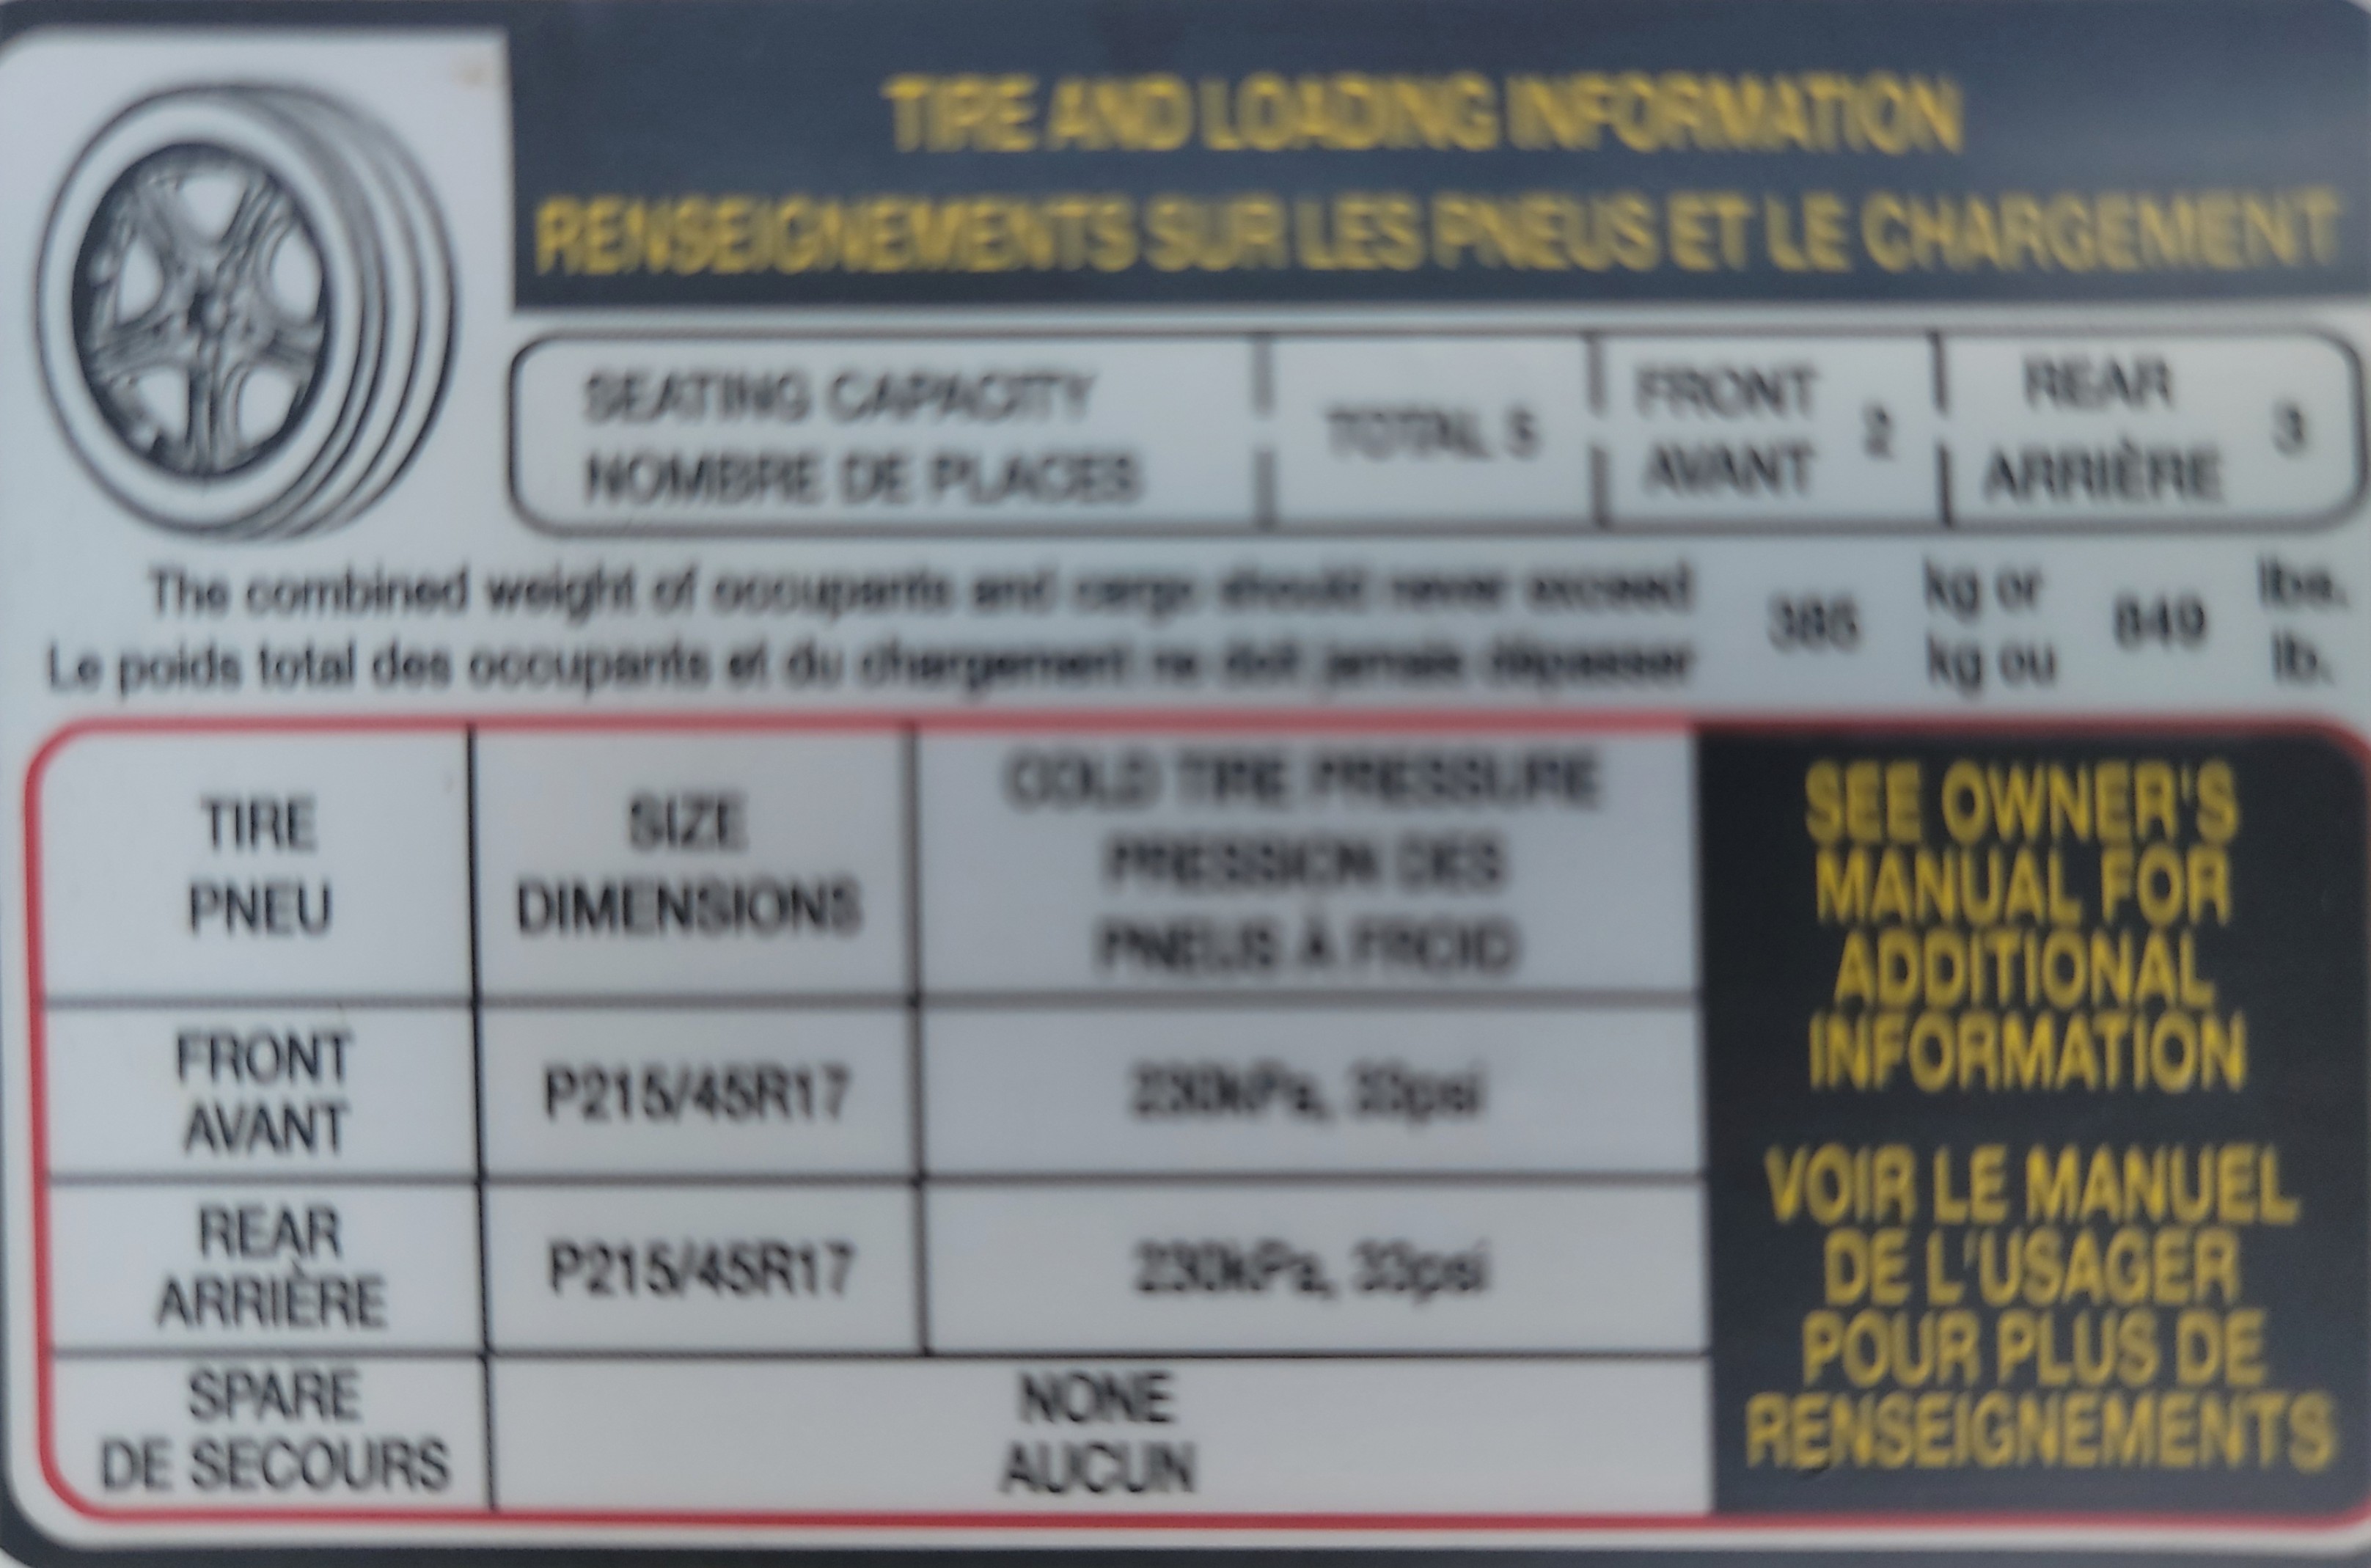 TIRE AND LOADING INFORMATION
RENSEIGNEMENTS SUR LES PNEUS ET LE CHARGEMENT
SEATING CAPACITY
NOMBRE DE PLACES
TOTAL 5
FRONT
AVANT
2
REAR
ARRIÈRE
3
The combined weight of occupants and cargo should never exceed
Le poids total des occupants et du chargement ne doit jamais dépasser
385
kg or
kg ou
849
lbs.
lb.
TIRE
PNEU
SIZE
DIMENSIONS
COLD TIRE PRESSURE
PRESSION DES
PNEUS À FROID
FRONT
AVANT
P215/45R17
230kPa, 33psi
REAR
ARRIÈRE
P215/45R17
230kPa, 33psi
SPARE
DE SECOURS
NONE
AUCUN
SEE OWNER'S
MANUAL FOR
ADDITIONAL
INFORMATION
VOIR LE MANUEL
DE L'USAGER
POUR PLUS DE
RENSEIGNEMENTS